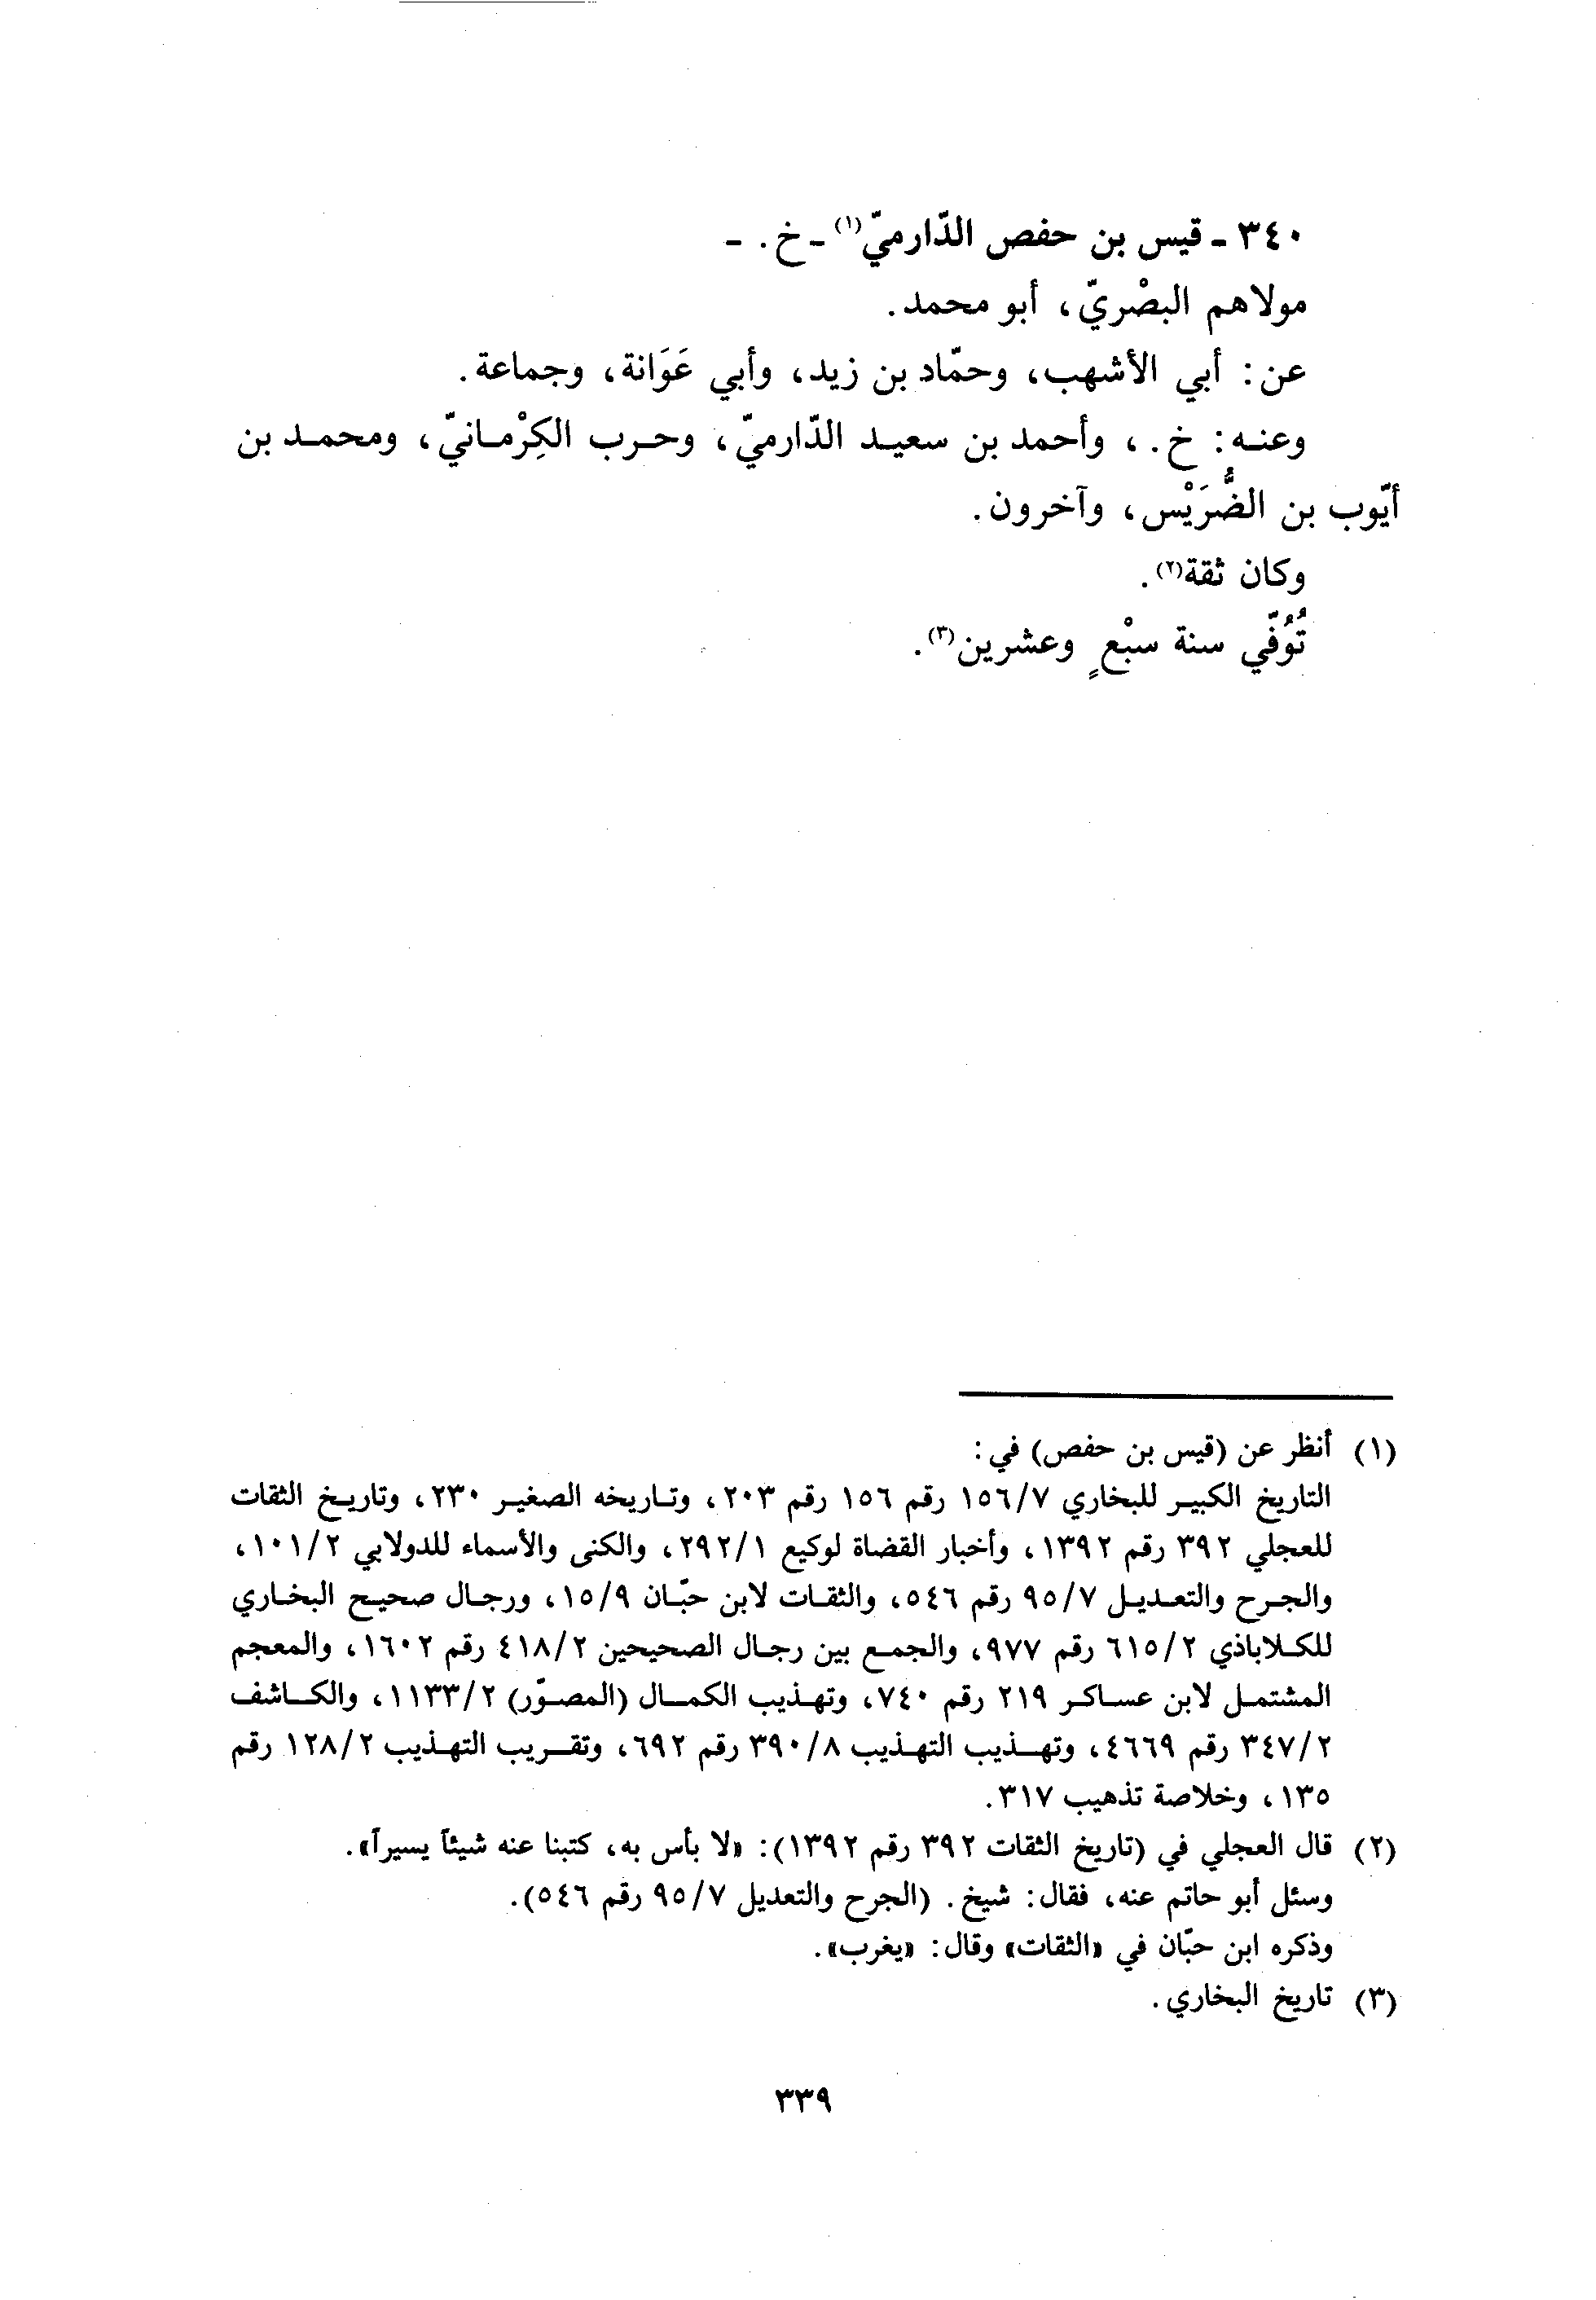 ٣٤٠ - قيس بن حفص الدّارميّ(١) - خ. -
مولاهم البصْريّ، أبو محمد.
عن: أبي الأشهب، وحمّاد بن زيد، وأبي عَوَانة، وجماعة.
وعنه: خ. ، وأحمد بن سعيد الدّارميّ، وحرب الكِرْمانيّ، ومحمد بن
أيّوب بن الضُّرَيْس، وآخرون.
وكان ثقة(٢).
تُوُفّي سنة سبْعٍ وعشرين(٣).
(١) أنظر عن (قيس بن حفص) في:
التاريخ الكبير للبخاري ١٥٦/٧ رقم ١٥٦ رقم ٢٠٣، وتاريخه الصغير ٢٣٠، وتاريخ الثقات
للعجلي ٣٩٢ رقم ١٣٩٢، وأخبار القضاة لوكيع ٢٩٢/١، والكنى والأسماء للدولابي ١٠١/٢،
والجرح والتعديل ٩٥/٧ رقم ٥٤٦، والثقات لابن حبّان ١٥/٩، ورجال صحيح البخاري
للكلاباذي ٦١٥/٢ رقم ٩٧٧، والجمع بين رجال الصحيحين ٤١٨/٢ رقم ١٦٠٢، والمعجم
المشتمل لابن عساكر ٢١٩ رقم ٧٤٠، وتهذيب الكمال (المصوّر) ١١٣٣/٢، والكاشف
٣٤٧/٢ رقم ٤٦٦٩، وتهذيب التهذيب ٣٩٠/٨ رقم ٦٩٢، وتقريب التهذيب ١٢٨/٢ رقم
١٣٥، وخلاصة تذهيب ٣١٧.
(٢) قال العجلي في (تاريخ الثقات ٣٩٢ رقم ١٣٩٢): «لا بأس به، كتبنا عنه شيئاً يسيراً».
وسئل أبو حاتم عنه، فقال: شيخ. (الجرح والتعديل ٩٥/٧ رقم ٥٤٦).
وذكره ابن حبّان في «الثقات» وقال: «يغرب».
(٣) تاريخ البخاري.
٣٣٩